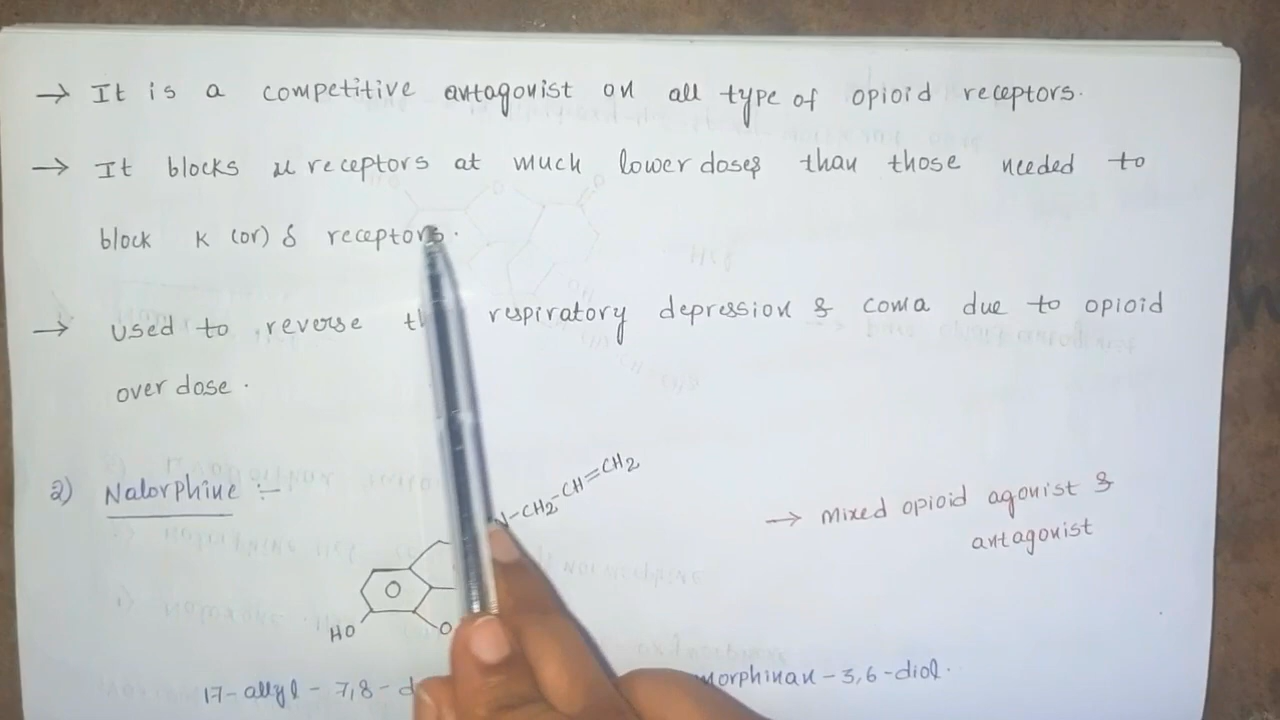 → It is a competitive antagonist on all type of opioid receptors.
→ It blocks μ receptors at much lower doses than those needed to
block K (or) δ receptors.
→ used to reverse respiratory depression & coma due to opioid
over dose.
2) Nalorphine :-
N-CH2-CH=CH2
→ mixed opioid agonist &
antagonist
HO
O
17-allyl-7,8-d morphinan-3,6-diol.